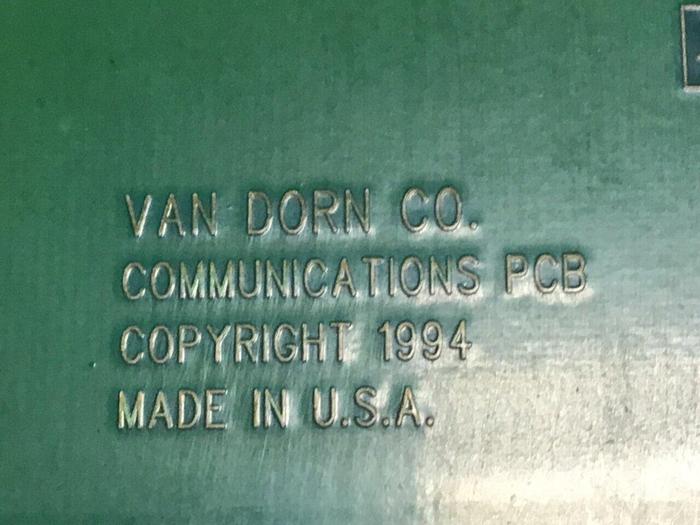 VAN DORN CO.
COMMUNICATIONS PCB
COPYRIGHT 1994
MADE IN U.S.A.